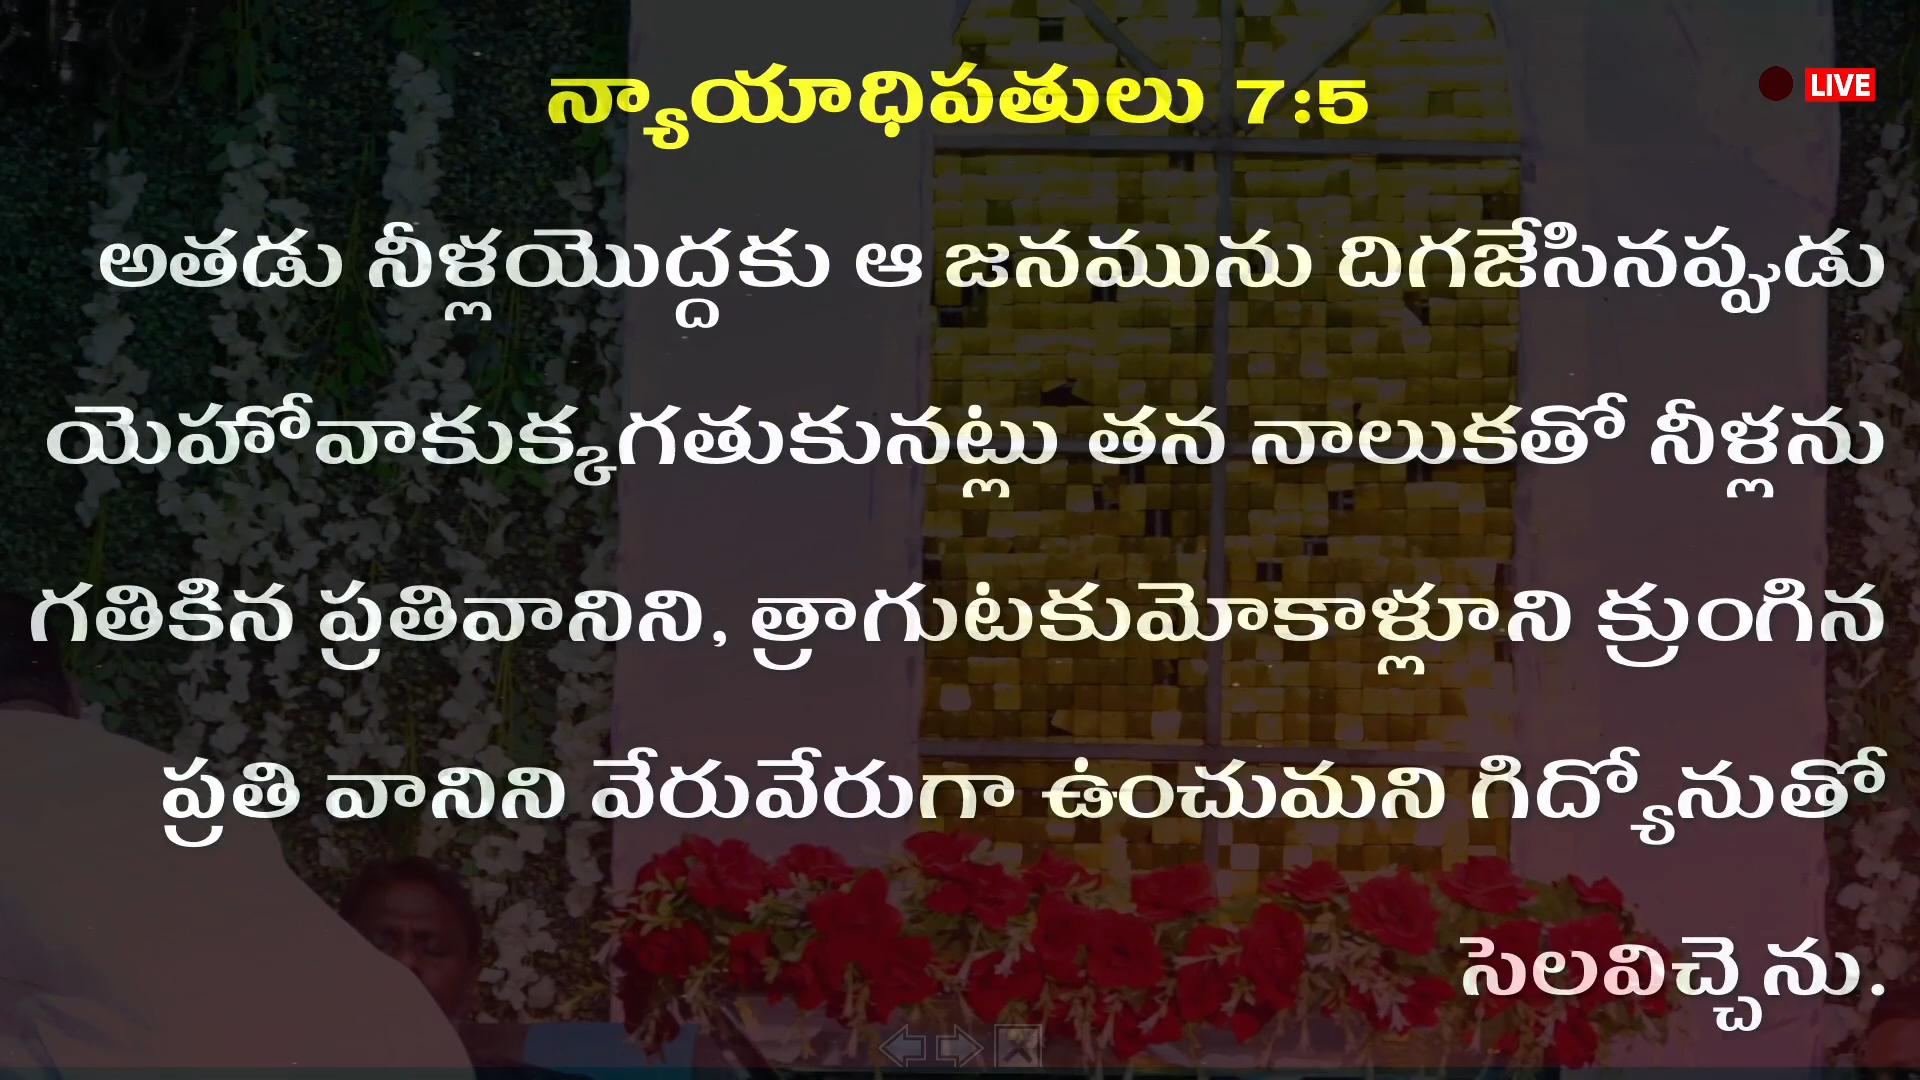 న్యాయాధిపతులు 7:5
LIVE
అతడు నీళ్లయొద్దకు ఆ జనమును దిగజేసినప్పుడు
యెహోవాకుక్కగతుకునట్లు తన నాలుకతో నీళ్లను
గతికిన ప్రతివానిని, త్రాగుటకుమోకాళ్లూని క్రుంగిన
ప్రతి వానిని వేరువేరుగా ఉంచుమని గిద్యోనుతో
సెలవిచ్చెను.